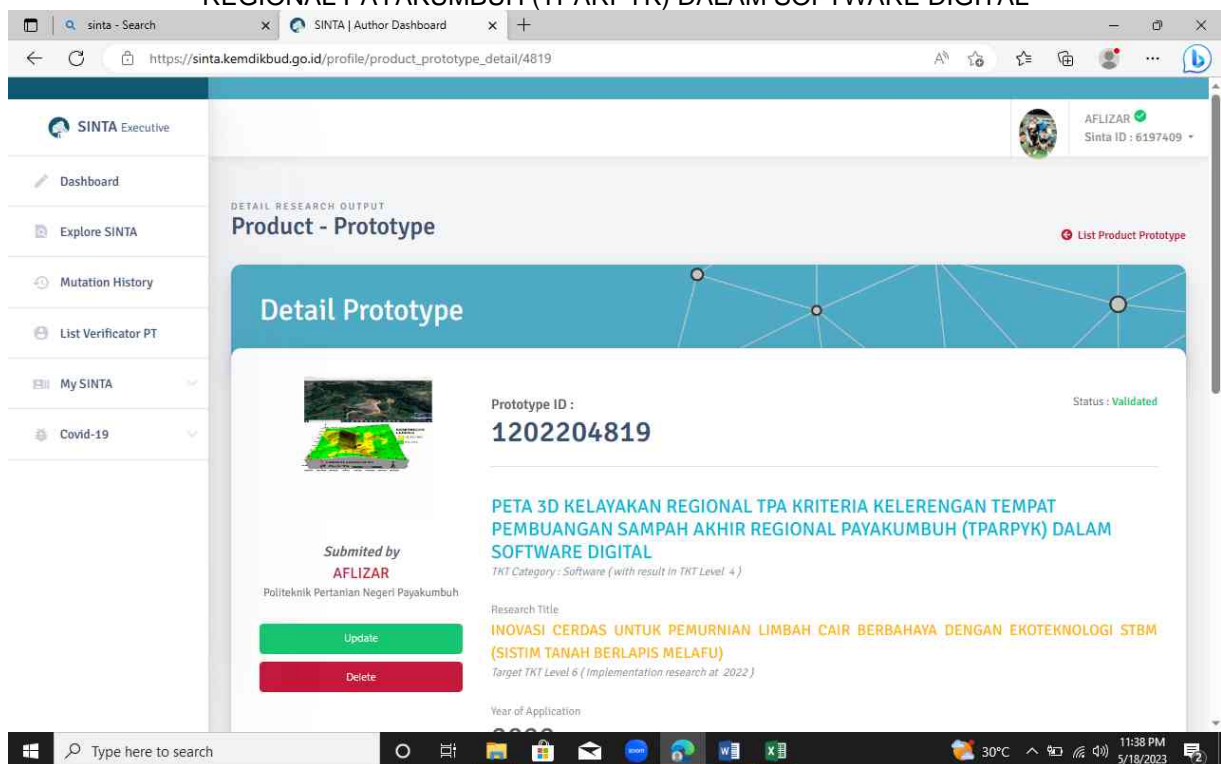 REGIONAL PAYAKUMBUH (TPARPYK) DALAM SOFTWARE DIGITAL
sinta - Search
SINTA | Author Dashboard
https://sinta.kemdikbud.go.id/profile/product_prototype_detail/4819
SINTA Executive
AFLIZAR
Sinta ID : 6197409
Dashboard
Explore SINTA
Mutation History
List Verificator PT
My SINTA
Covid-19
DETAIL RESEARCH OUTPUT
Product - Prototype
List Product Prototype
Detail Prototype
Prototype ID :
Status : Validated
1202204819
PETA 3D KELAYAKAN REGIONAL TPA KRITERIA KELERENGAN TEMPAT
PEMBUANGAN SAMPAH AKHIR REGIONAL PAYAKUMBUH (TPARPYK) DALAM
SOFTWARE DIGITAL
TKT Category : Software ( with result in TKT Level 4 )
Submited by
AFLIZAR
Politeknik Pertanian Negeri Payakumbuh
Update
Delete
Research Title
INOVASI CERDAS UNTUK PEMURNIAN LIMBAH CAIR BERBAHAYA DENGAN EKOTEKNOLOGI STBM
(SISTIM TANAH BERLAPIS MELAFU)
Target TKT Level 6 ( Implementation research at 2022 )
Year of Application
Type here to search
zoom
30°C
11:38 PM
5/18/2023
2